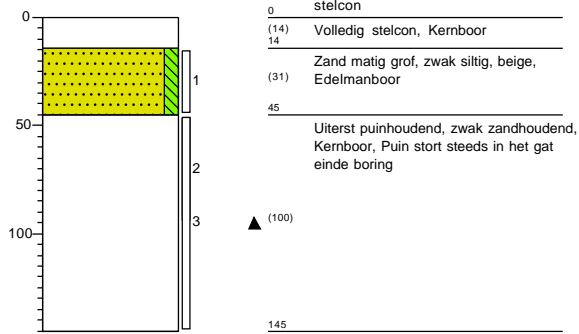 stelcon
0
0
(14) Volledig stelcon, Kernboor
14
Zand matig grof, zwak siltig, beige,
(31) Edelmanboor
1
45
50
Uiterst puinhoudend, zwak zandhoudend,
Kernboor, Puin stort steeds in het gat
einde boring
2
3
(100)
100
145